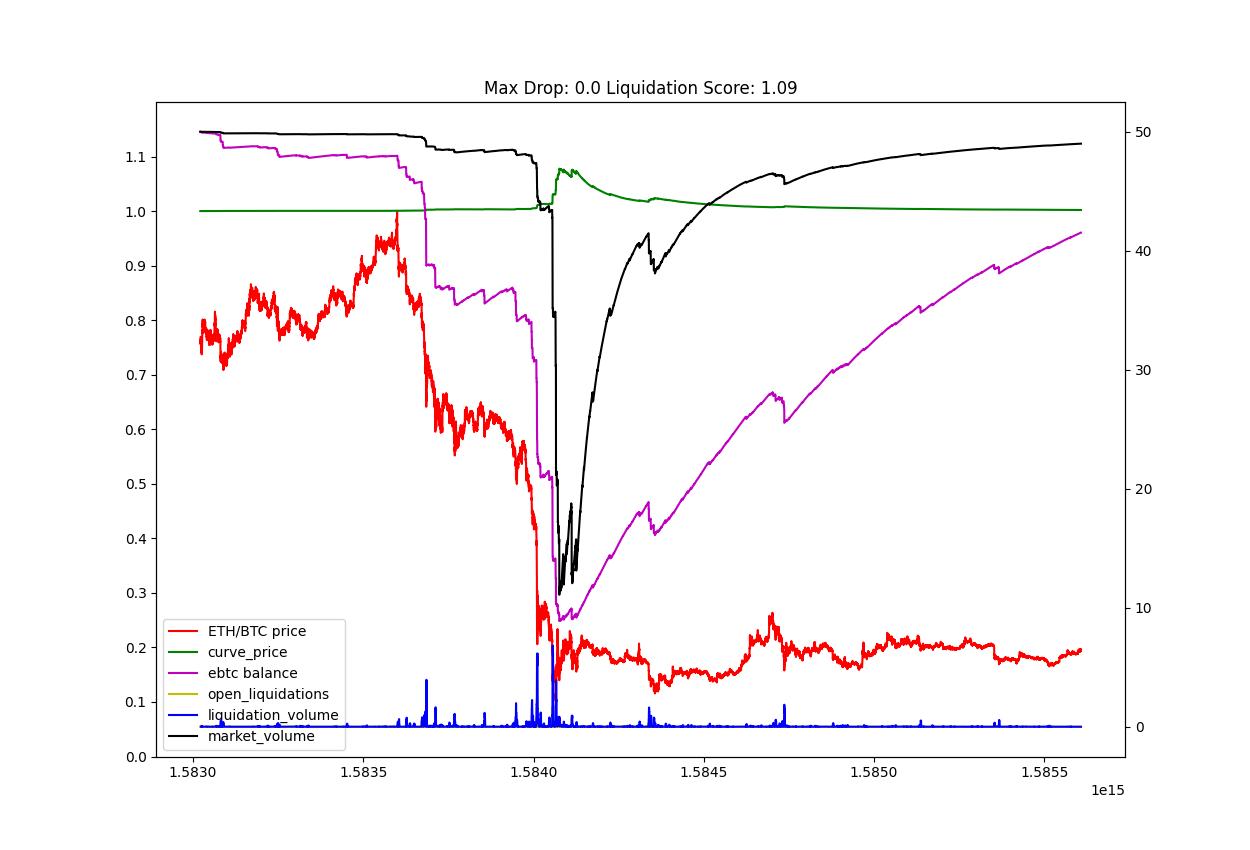 Max Drop: 0.0 Liquidation Score: 1.09
1.1
1.0
0.9
0.8
0.7
0.6
0.5
0.4
0.3
0.2
0.1
0.0
50
40
30
20
10
0
ETH/BTC price
curve_price
ebtc balance
open_liquidations
liquidation_volume
market_volume
1.5830 1.5835 1.5840 1.5845 1.5850 1.5855
1e15